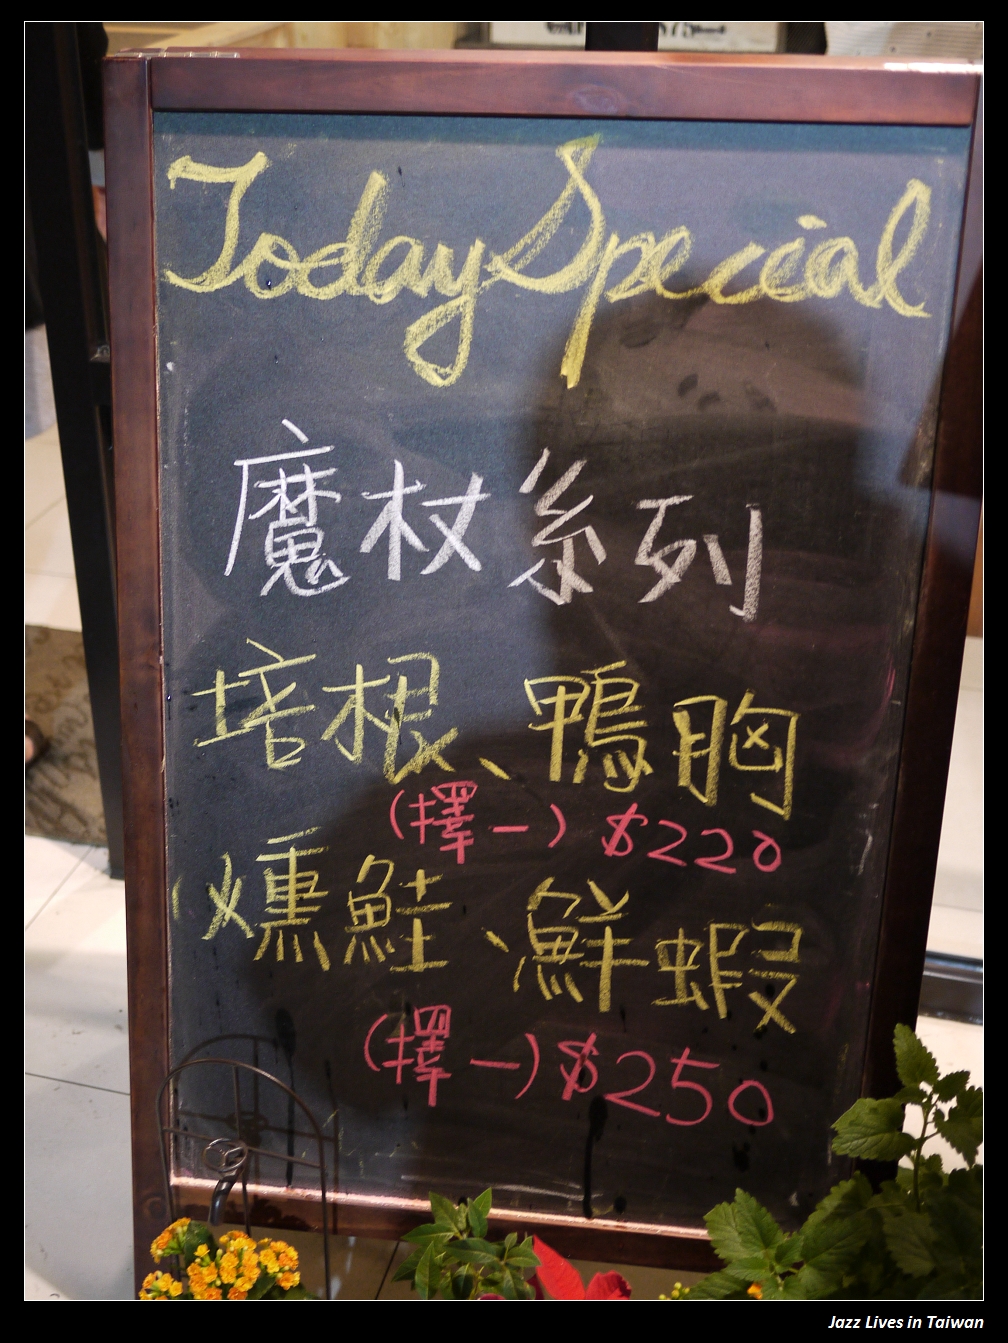 Today Special
魔杖系列
培根、鴨胸
(擇一) $220
燻鮭、鮮蝦
(擇一) $250
Jazz Lives in Taiwan